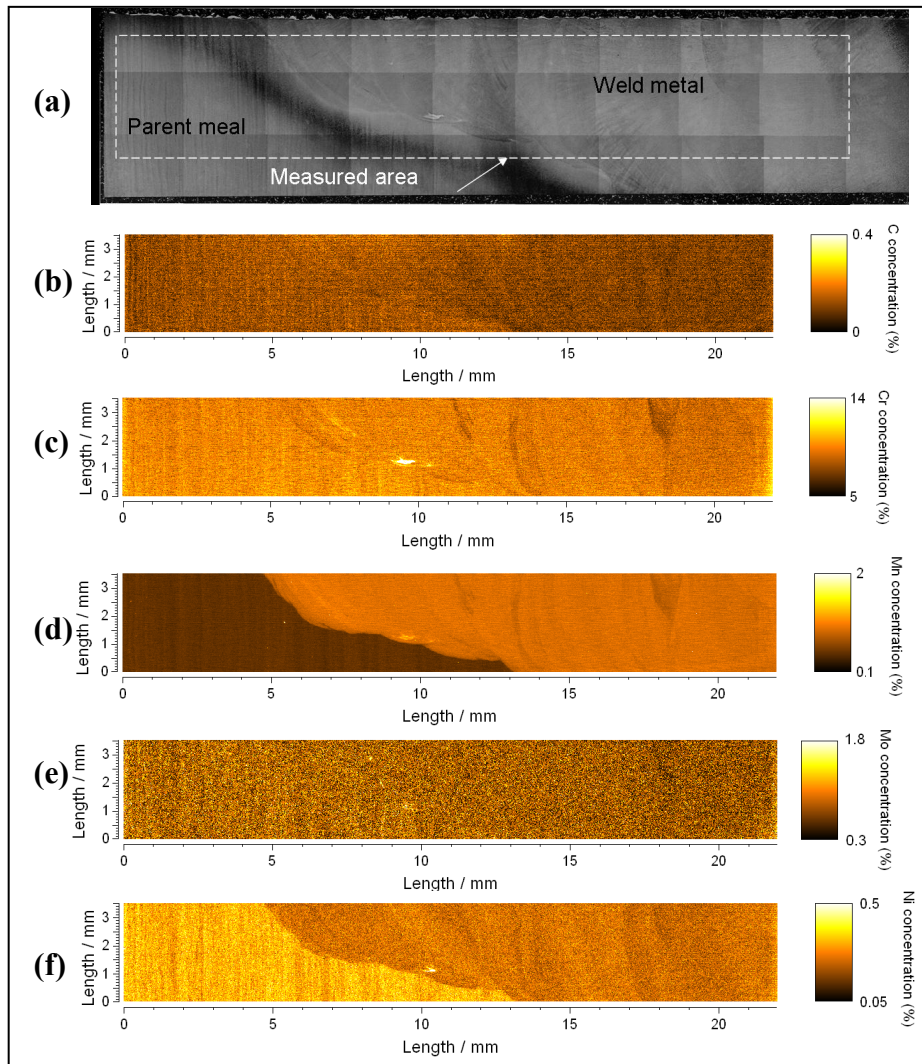 (a)
Weld metal
Parent meal
Measured area
(b)
Length / mm
3
2
1
0
0 5 10 15 20
Length / mm
0.4
0
C concentration (%)
(c)
Length / mm
3
2
1
0
0 5 10 15 20
Length / mm
14
5
Cr concentration (%)
(d)
Length / mm
3
2
1
0
0 5 10 15 20
Length / mm
2
0.1
Mn concentration (%)
(e)
Length / mm
3
2
1
0
0 5 10 15 20
Length / mm
1.8
0.3
Mo concentration (%)
(f)
Length / mm
3
2
1
0
0 5 10 15 20
Length / mm
0.5
0.05
Ni concentration (%)